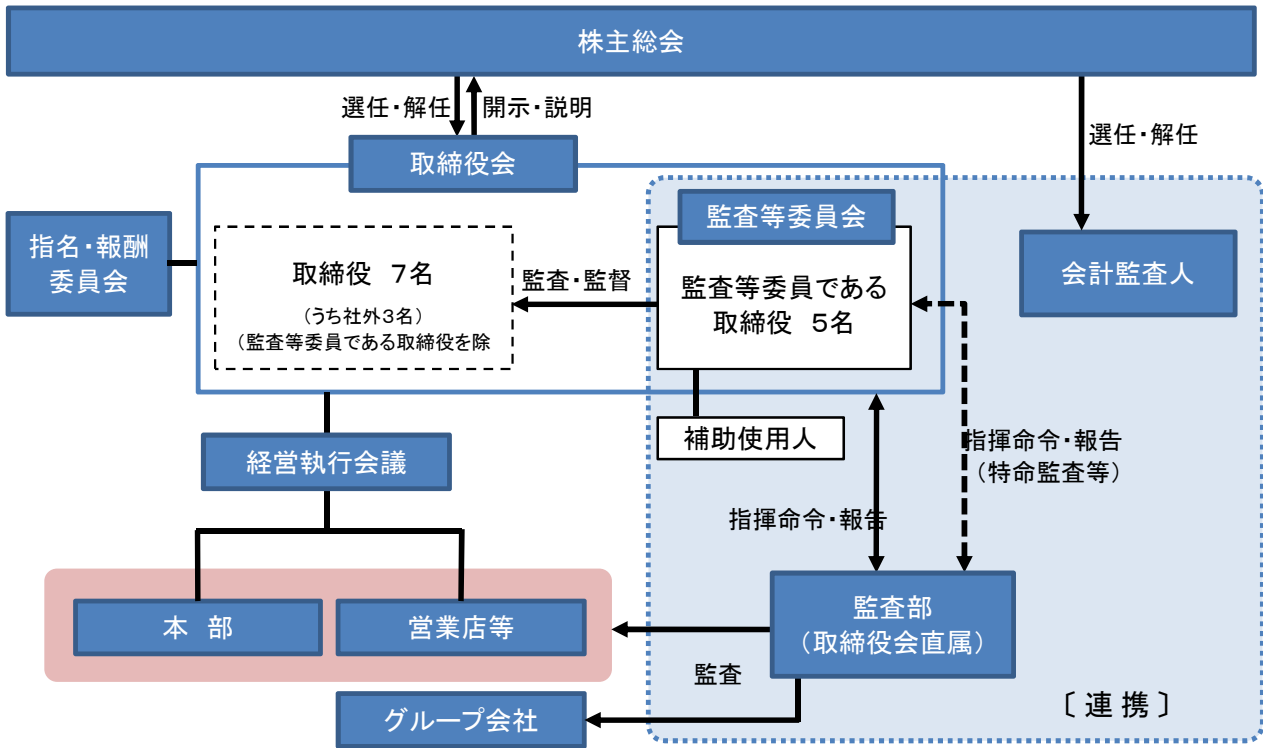 株主総会
選任・解任
開示・説明
選任・解任
取締役会
監査等委員会
指名・報酬
委員会
取締役 7名
(うち社外3名)
(監査等委員である取締役を除
監査・監督
監査等委員である
取締役 5名
会計監査人
補助使用人
経営執行会議
指揮命令・報告
(特命監査等)
指揮命令・報告
本 部
営業店等
監査部
(取締役会直属)
監査
グループ会社
〔 連 携 〕